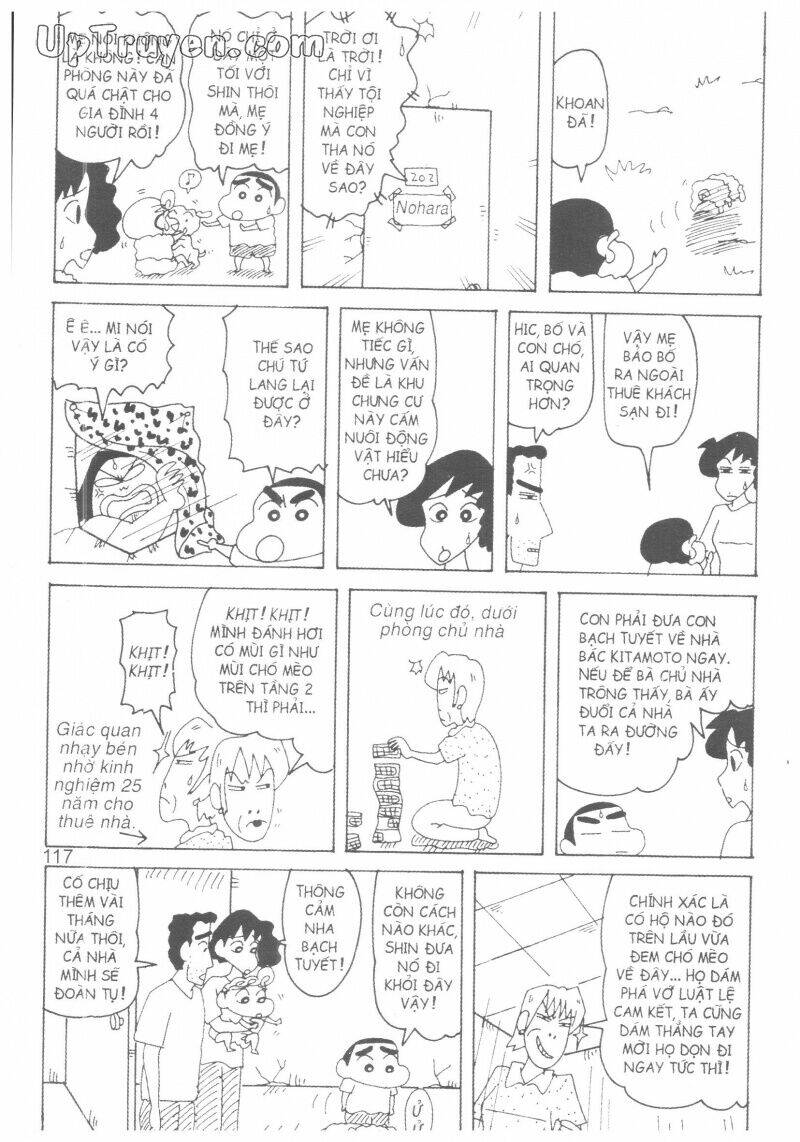 UpTruyen.com
KHOAN
ĐÃ!
TRỜI ƠI
LÀ TRỜI!
CHỈ VÌ
THẤY TỘI
NGHIỆP
MÀ CON
THA NÓ
VỀ ĐÂY
SAO?
202
Nohara
NÓ CHỈ Ở
TỐI VỚI
SHIN THÔI
MÀ, MẸ
ĐỒNG Ý
ĐI MẸ!
MẸ NÓI KHÔNG
LÀ KHÔNG! CĂN
PHÒNG NÀY ĐÃ
QUÁ CHẬT CHO
GIA ĐÌNH 4
NGƯỜI RỒI!
VẬY MẸ
BẢO BỐ
RA NGOÀI
THUÊ KHÁCH
SẠN ĐI!
HIC, BỐ VÀ
CON CHÓ,
AI QUAN
TRỌNG
HƠN?
MẸ KHÔNG
TIẾC GÌ,
NHƯNG VẤN
ĐỀ LÀ KHU
CHUNG CƯ
NÀY CẤM
NUÔI ĐỘNG
VẬT HIỂU
CHƯA?
THẾ SAO
CHÚ TỨ
LANG LẠI
ĐƯỢC Ở
ĐÂY?
Ê Ê... MI NÓI
VẬY LÀ CÓ
Ý GÌ?
CON PHẢI ĐƯA CON
BẠCH TUYẾT VỀ NHÀ
BÁC KITAMOTO NGAY.
NẾU ĐỂ BÀ CHỦ NHÀ
TRÔNG THẤY, BÀ ẤY
ĐUỔI CẢ NHÀ
TA RA ĐƯỜNG
ĐẤY!
Cùng lúc đó, dưới
phòng chủ nhà
KHỊT! KHỊT!
MÌNH ĐÁNH HƠI
CÓ MÙI GÌ NHƯ
MÙI CHÓ MÈO
TRÊN TẦNG 2
THÌ PHẢI...
KHỊT!
KHỊT!
Giác quan
nhạy bén
nhờ kinh
nghiệm 25
năm cho
thuê nhà.
117
CHÍNH XÁC LÀ
CÓ HỘ NÀO ĐÓ
TRÊN LẦU VỪA
ĐEM CHÓ MÈO
VỀ ĐÂY... HỌ DÁM
PHÁ VỠ LUẬT LỆ
CAM KẾT, TA CŨNG
DÁM THẲNG TAY
MỜI HỌ DỌN ĐI
NGAY TỨC THÌ!
KHÔNG
CÒN CÁCH
NÀO KHÁC,
SHIN ĐƯA
NÓ ĐI
KHỎI ĐÂY
VẬY!
THÔNG
CẢM
NHA
BẠCH
TUYẾT!
CỐ CHỊU
THÊM VÀI
THÁNG
NỮA THÔI,
CẢ NHÀ
MÌNH SẼ
ĐOÀN TỤ!